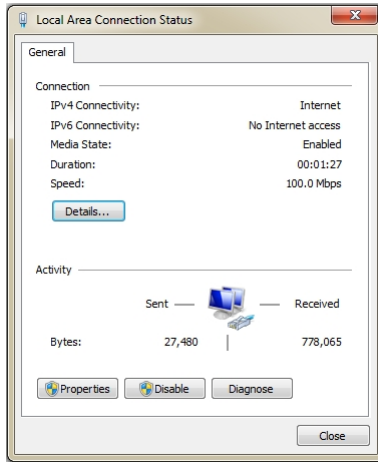 Local Area Connection Status
General
Connection
IPv4 Connectivity: Internet
IPv6 Connectivity: No Internet access
Media State: Enabled
Duration: 00:01:27
Speed: 100.0 Mbps
Details...
Activity
Sent Received
Bytes: 27,480 778,065
Properties Disable Diagnose
Close